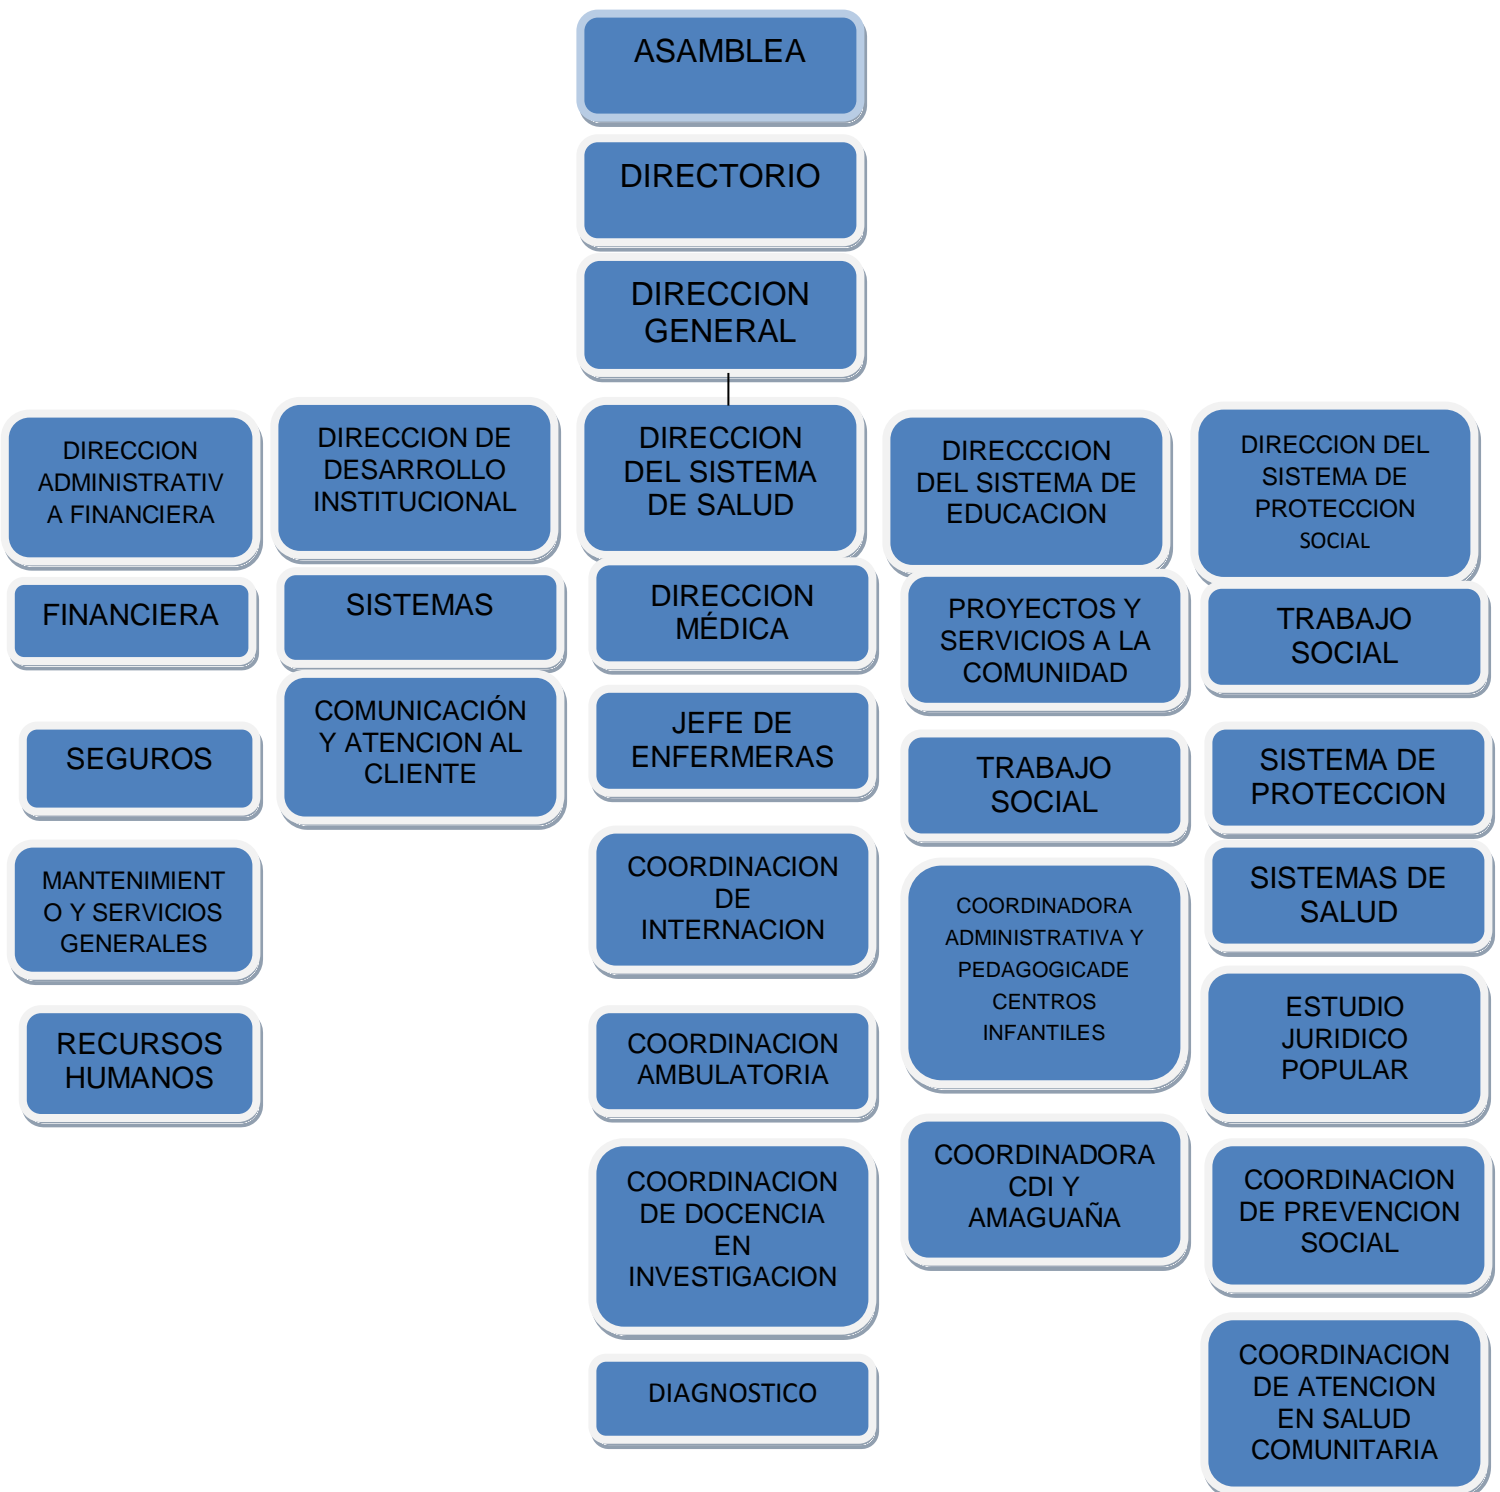 ASAMBLEA
DIRECTORIO
DIRECCION
GENERAL
DIRECCION
ADMINISTRATIV
A FINANCIERA
FINANCIERA
SEGUROS
MANTENIMIENT
O Y SERVICIOS
GENERALES
RECURSOS
HUMANOS
DIRECCION DE
DESARROLLO
INSTITUCIONAL
SISTEMAS
COMUNICACIÓN
Y ATENCION AL
CLIENTE
DIRECCION
DEL SISTEMA
DE SALUD
DIRECCION
MÉDICA
JEFE DE
ENFERMERAS
COORDINACION
DE
INTERNACION
COORDINACION
AMBULATORIA
COORDINACION
DE DOCENCIA
EN
INVESTIGACION
DIAGNOSTICO
DIRECCCION
DEL SISTEMA DE
EDUCACION
PROYECTOS Y
SERVICIOS A LA
COMUNIDAD
TRABAJO
SOCIAL
COORDINADORA
ADMINISTRATIVA Y
PEDAGOGICADE
CENTROS
INFANTILES
COORDINADORA
CDI Y
AMAGUAÑA
DIRECCION DEL
SISTEMA DE
PROTECCION
SOCIAL
TRABAJO
SOCIAL
SISTEMA DE
PROTECCION
SISTEMAS DE
SALUD
ESTUDIO
JURIDICO
POPULAR
COORDINACION
DE PREVENCION
SOCIAL
COORDINACION
DE ATENCION
EN SALUD
COMUNITARIA